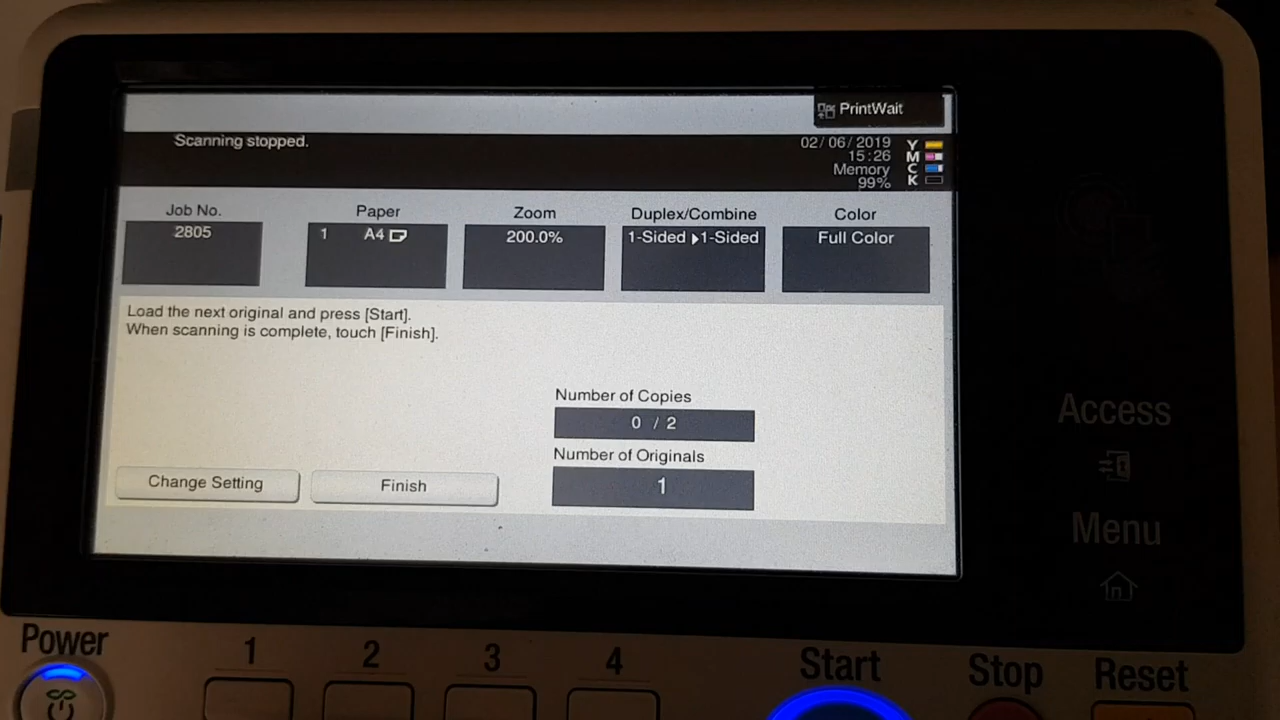 PrintWait
Scanning stopped.
02/06/2019
15:26
Memory
99%
Y
M
C
K
Job No.
2805
Paper
1 A4
Zoom
200.0%
Duplex/Combine
1-Sided ▶1-Sided
Color
Full Color
Load the next original and press [Start].
When scanning is complete, touch [Finish].
Number of Copies
0 / 2
Number of Originals
1
Change Setting
Finish
Access
Menu
Power
1
2
3
4
Start
Stop
Reset